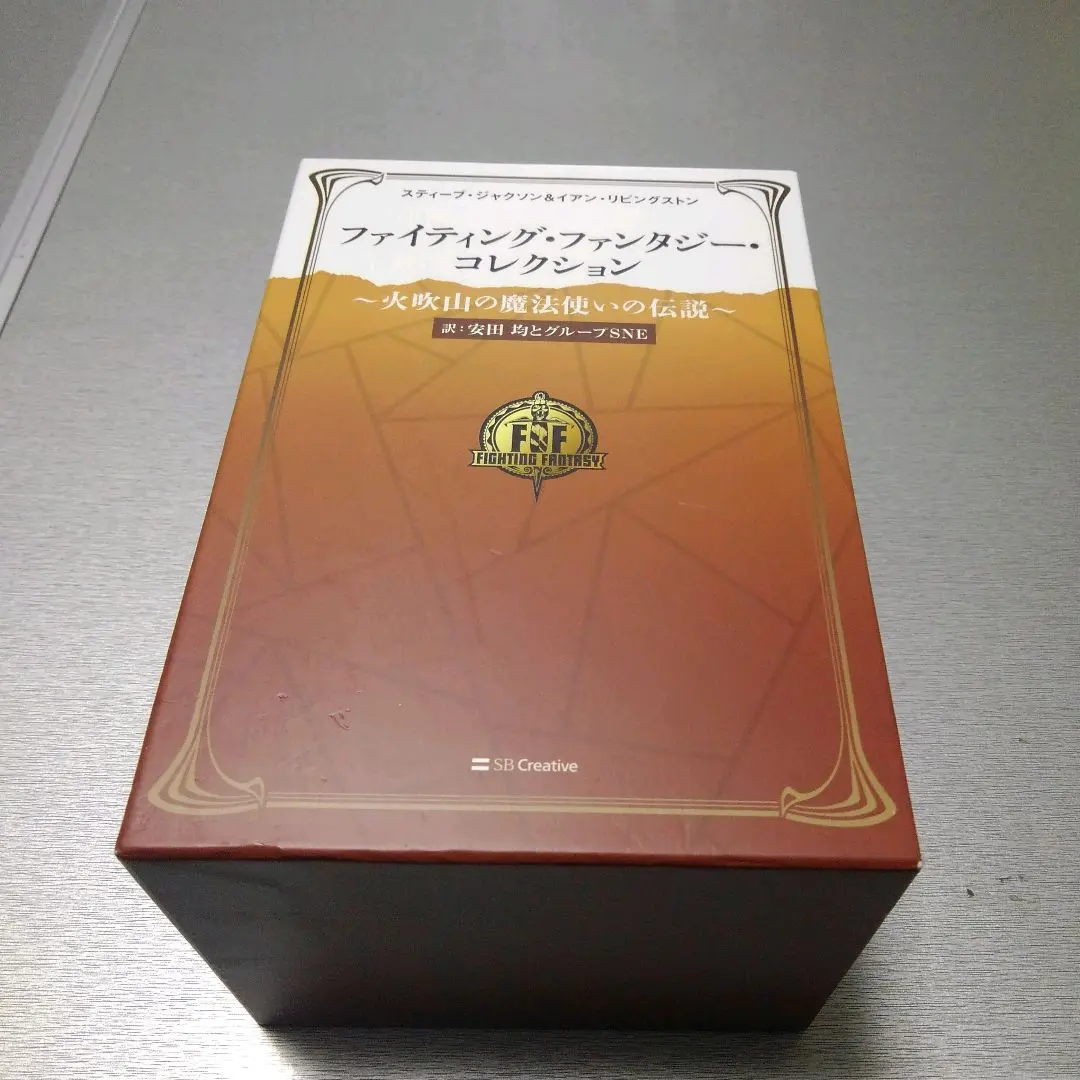 スティーブ・ジャクソン&イアン・リビングストン
ファイティング・ファンタジー・
コレクション
～火吹山の魔法使いの伝説～
訳：安田 均とグループSNE
FF
FIGHTING FANTASY
SB Creative